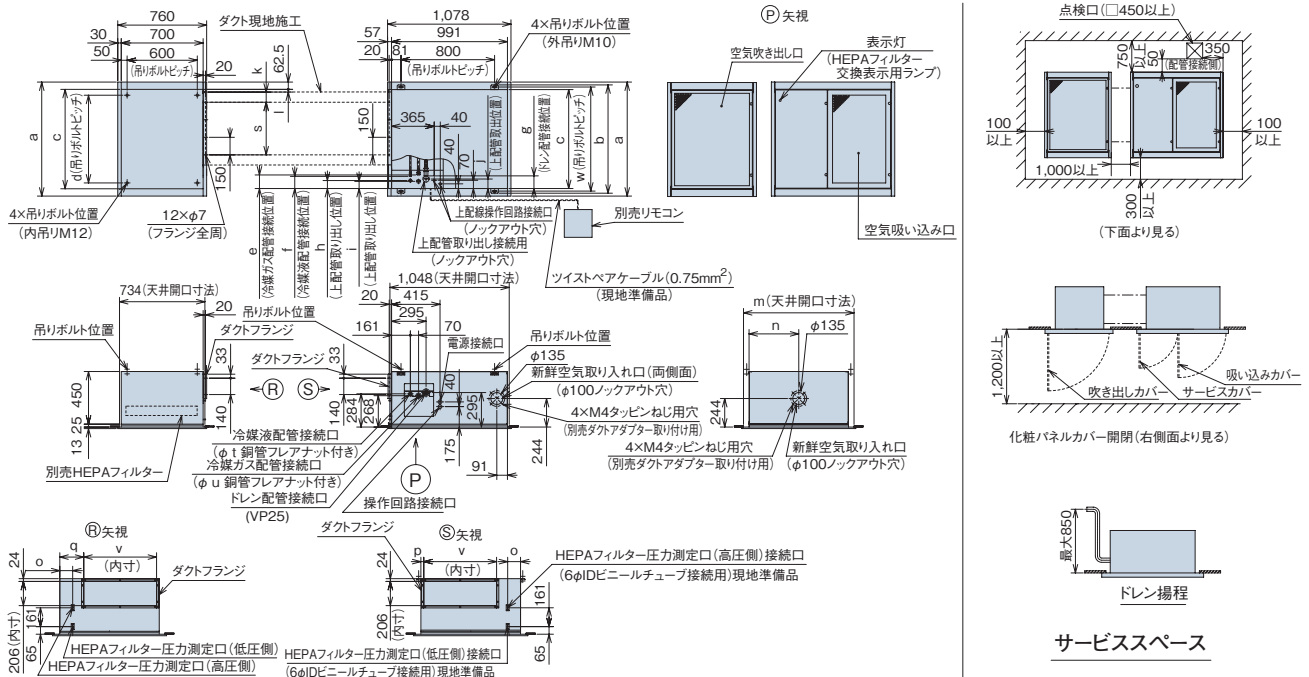 760
30
700
50
600
(吊りボルトピッチ)
20
62.5
ダクト現地施工
k
l
s
a
c
d(吊りボルトピッチ)
150
150
4×吊りボルト位置
(内吊りM12)
12×φ7
(フランジ全周)
1,078
57
991
20
81
800
(吊りボルトピッチ)
4×吊りボルト位置
(外吊りM10)
365
40
40
70
j
(上配管取出位置)
g
(ドレン配管接続位置)
c
w(吊りボルトピッチ)
b
a
e
(冷媒ガス配管接続位置)
f
(冷媒液配管接続位置)
h
(上配管取り出し位置)
i
(上配管取り出し位置)
上配線操作回路接続口
(ノックアウト穴)
上配管取り出し接続用
(ノックアウト穴)
別売リモコン
ツイストペアケーブル(0.75mm²)
(現地準備品)
Ⓟ矢視
空気吹き出し口
表示灯
(HEPAフィルター
交換表示用ランプ)
空気吸い込み口
734(天井開口寸法)
20
吊りボルト位置
ダクトフランジ
33
140
450
25
13
別売HEPAフィルター
Ⓡ
Ⓢ
1,048(天井開口寸法)
20
415
295
161
70
吊りボルト位置
ダクトフランジ
33
140
284
268
電源接続口
吊りボルト位置
φ135
新鮮空気取り入れ口(両側面)
(φ100ノックアウト穴)
4×M4タッピンねじ用穴
(別売ダクトアダプター取り付け用)
40
295
175
91
244
冷媒液配管接続口
(φt 銅管フレアナット付き)
冷媒ガス配管接続口
(φu 銅管フレアナット付き)
ドレン配管接続口
(VP25)
Ⓟ
操作回路接続口
m(天井開口寸法)
n
φ135
244
4×M4タッピンねじ用穴
(別売ダクトアダプター取り付け用)
新鮮空気取り入れ口
(φ100ノックアウト穴)
Ⓡ矢視
q
o
v
(内寸)
24
ダクトフランジ
206(内寸)
161
65
HEPAフィルター圧力測定口(低圧側)
HEPAフィルター圧力測定口(高圧側)
Ⓢ矢視
ダクトフランジ
p
v
o
(内寸)
24
206
(内寸)
65
161
65
HEPAフィルター圧力測定口(高圧側)接続口
(6φIDビニールチューブ接続用)現地準備品
HEPAフィルター圧力測定口(低圧側)接続口
(6φIDビニールチューブ接続用)現地準備品
点検口(□450以上)
750
以上
50
350
(配管接続側)
100
以上
100
以上
1,000以上
300
以上
(下面より見る)
1,200以上
吹き出しカバー
サービスカバー
吸い込みカバー
化粧パネルカバー開閉(右側面より見る)
最大850
ドレン揚程
サービススペース